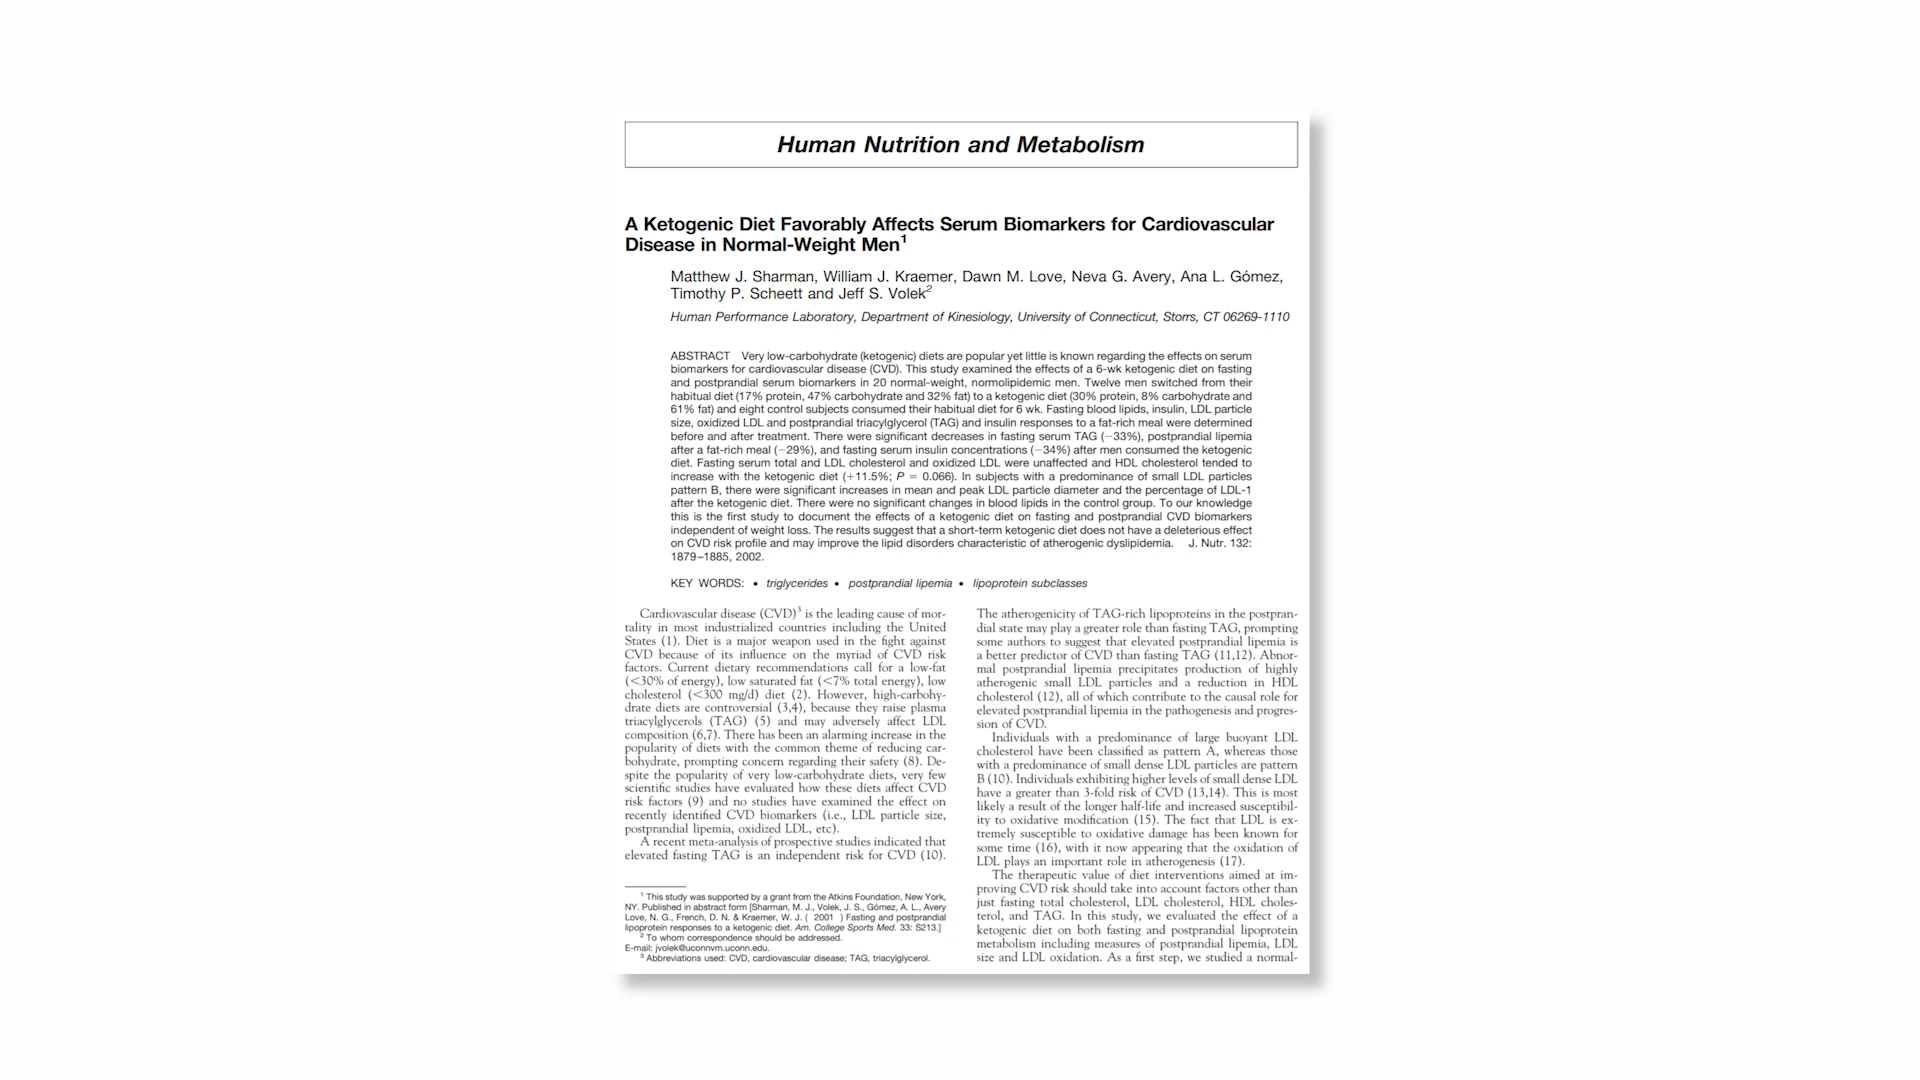 Human Nutrition and Metabolism
A Ketogenic Diet Favorably Affects Serum Biomarkers for Cardiovascular
Disease in Normal-Weight Men1
Matthew J. Sharman, William J. Kraemer, Dawn M. Love, Neva G. Avery, Ana L. Gómez,
Timothy P. Scheett and Jeff S. Volek2
Human Performance Laboratory, Department of Kinesiology, University of Connecticut, Storrs, CT 06269-1110
ABSTRACT Very low-carbohydrate (ketogenic) diets are popular yet little is known regarding the effects on serum
biomarkers for cardiovascular disease (CVD). This study examined the effects of a 6-wk ketogenic diet on fasting
and postprandial serum biomarkers in 20 normal-weight, normolipidemic men. Twelve men switched from their
habitual diet (17% protein, 47% carbohydrate and 32% fat) to a ketogenic diet (30% protein, 8% carbohydrate and
61% fat) and eight control subjects consumed their habitual diet for 6 wk. Fasting blood lipids, insulin, LDL particle
size, oxidized LDL and postprandial triacylglycerol (TAG) and insulin responses to a fat-rich meal were determined
before and after treatment. There were significant decreases in fasting serum TAG (−33%), postprandial lipemia
after a fat-rich meal (−29%), and fasting serum insulin concentrations (−34%) after men consumed the ketogenic
diet. Fasting serum total and LDL cholesterol and oxidized LDL were unaffected and HDL cholesterol tended to
increase with the ketogenic diet (+11.5%; P = 0.066). In subjects with a predominance of small LDL particles
pattern B, there were significant increases in mean and peak LDL particle diameter and the percentage of LDL-1
after the ketogenic diet. There were no significant changes in blood lipids in the control group. To our knowledge
this is the first study to document the effects of a ketogenic diet on fasting and postprandial CVD biomarkers
independent of weight loss. The results suggest that a short-term ketogenic diet does not have a deleterious effect
on CVD risk profile and may improve the lipid disorders characteristic of atherogenic dyslipidemia. J. Nutr. 132:
1879–1885, 2002.
KEY WORDS: • triglycerides • postprandial lipemia • lipoprotein subclasses
Cardiovascular disease (CVD)3 is the leading cause of mor-
tality in most industrialized countries including the United
States (1). Diet is a major weapon used in the fight against
CVD because of its influence on the myriad of CVD risk
factors. Current dietary recommendations call for a low-fat
(<30% of energy), low saturated fat (<7% total energy), low
cholesterol (<300 mg/d) diet (2). However, high-carbohy-
drate diets are controversial (3,4), because they raise plasma
triacylglycerols (TAG) (5) and may adversely affect LDL
composition (6,7). There has been an alarming increase in the
popularity of diets with the common theme of reducing car-
bohydrate, prompting concern regarding their safety (8). De-
spite the popularity of very low-carbohydrate diets, very few
scientific studies have evaluated how these diets affect CVD
risk factors (9) and no studies have examined the effect on
recently identified CVD biomarkers (i.e., LDL particle size,
postprandial lipemia, oxidized LDL, etc).
A recent meta-analysis of prospective studies indicated that
elevated fasting TAG is an independent risk for CVD (10).
1 This study was supported by a grant from the Atkins Foundation, New York,
NY. Published in abstract form [Sharman, M. J., Volek, J. S., Gómez, A. L., Avery
Love, N. G., French, D. N. & Kraemer, W. J. ( 2001 ) Fasting and postprandial
lipoprotein responses to a ketogenic diet. Am. College Sports Med. 33: S213.]
2 To whom correspondence should be addressed.
E-mail: jvolek@uconnvm.uconn.edu.
3 Abbreviations used: CVD, cardiovascular disease; TAG, triacylglycerol.
The atherogenicity of TAG-rich lipoproteins in the postpran-
dial state may play a greater role than fasting TAG, prompting
some authors to suggest that elevated postprandial lipemia is
a better predictor of CVD than fasting TAG (11,12). Abnor-
mal postprandial lipemia precipitates production of highly
atherogenic small LDL particles and a reduction in HDL
cholesterol (12), all of which contribute to the causal role for
elevated postprandial lipemia in the pathogenesis and progres-
sion of CVD.
Individuals with a predominance of large buoyant LDL
cholesterol have been classified as pattern A, whereas those
with a predominance of small dense LDL particles are pattern
B (10). Individuals exhibiting higher levels of small dense LDL
have a greater than 3-fold risk of CVD (13,14). This is most
likely a result of the longer half-life and increased susceptibil-
ity to oxidative modification (15). The fact that LDL is ex-
tremely susceptible to oxidative damage has been known for
some time (16), with it now appearing that the oxidation of
LDL plays an important role in atherogenesis (17).
The therapeutic value of diet interventions aimed at im-
proving CVD risk should take into account factors other than
just fasting total cholesterol, LDL cholesterol, HDL choles-
terol, and TAG. In this study, we evaluated the effect of a
ketogenic diet on both fasting and postprandial lipoprotein
metabolism including measures of postprandial lipemia, LDL
size and LDL oxidation. As a first step, we studied a normal-